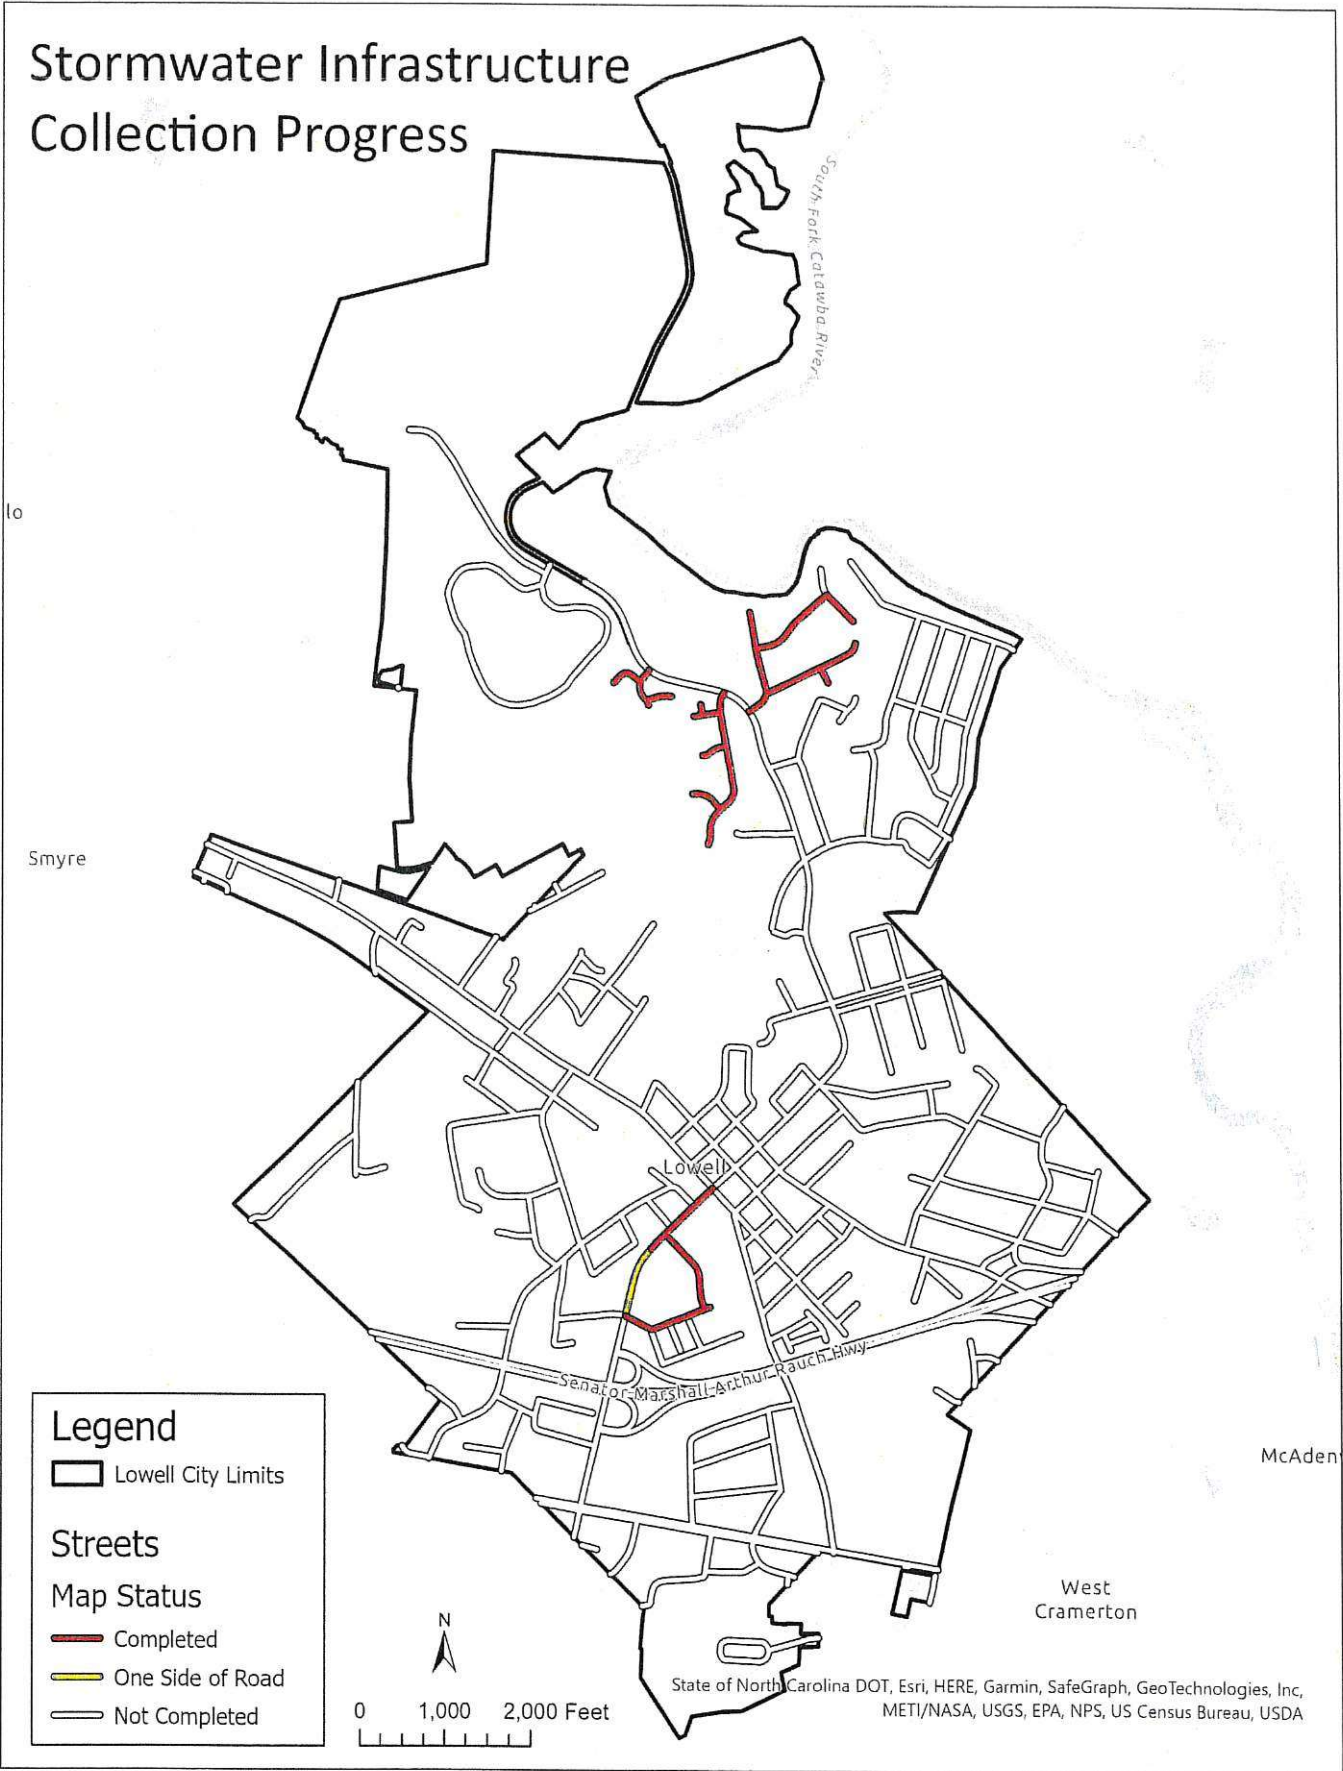 Stormwater Infrastructure
Collection Progress
South Fork Catawba River
lo
Smyre
Lowell
Senator Marshall Arthur Rauch Hwy
McAden
West
Cramerton
Legend
Lowell City Limits
Streets
Map Status
Completed
One Side of Road
Not Completed
N
0 1,000 2,000 Feet
State of North Carolina DOT, Esri, HERE, Garmin, SafeGraph, GeoTechnologies, Inc,
METI/NASA, USGS, EPA, NPS, US Census Bureau, USDA